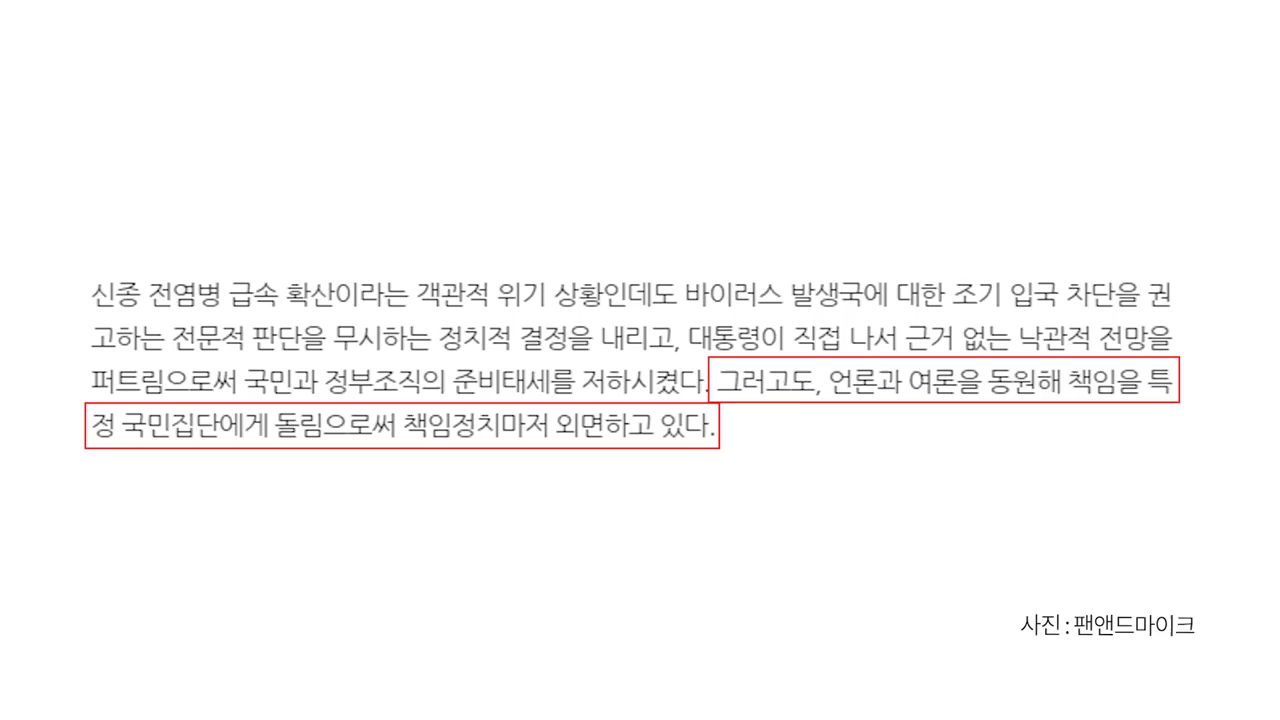 신종 전염병 급속 확산이라는 객관적 위기 상황인데도 바이러스 발생국에 대한 조기 입국 차단을 권
고하는 전문적 판단을 무시하는 정치적 결정을 내리고, 대통령이 직접 나서 근거 없는 낙관적 전망을
퍼트림으로써 국민과 정부조직의 준비태세를 저하시켰다. 그러고도, 언론과 여론을 동원해 책임을 특
정 국민집단에게 돌림으로써 책임정치마저 외면하고 있다.
사진 : 팬앤드마이크